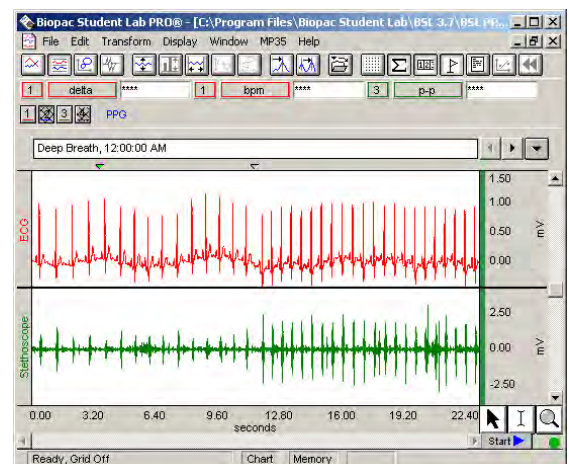 Biopac Student Lab PRO® - [C:\Program Files\Biopac Student Lab\BSL 3.7\BSL PR...
File Edit Transform Display Window MP35 Help
1 delta **** 1 bpm **** 3 p-p ****
1 3 PPG
Deep Breath, 12:00:00 AM
ECG
1.50
1.00
0.50
0.00
mV
Stethoscope
2.50
0.00
-2.50
mV
0.00 3.20 6.40 9.60 12.80 16.00 19.20 22.40
seconds
Start
Ready, Grid Off Chart Memory